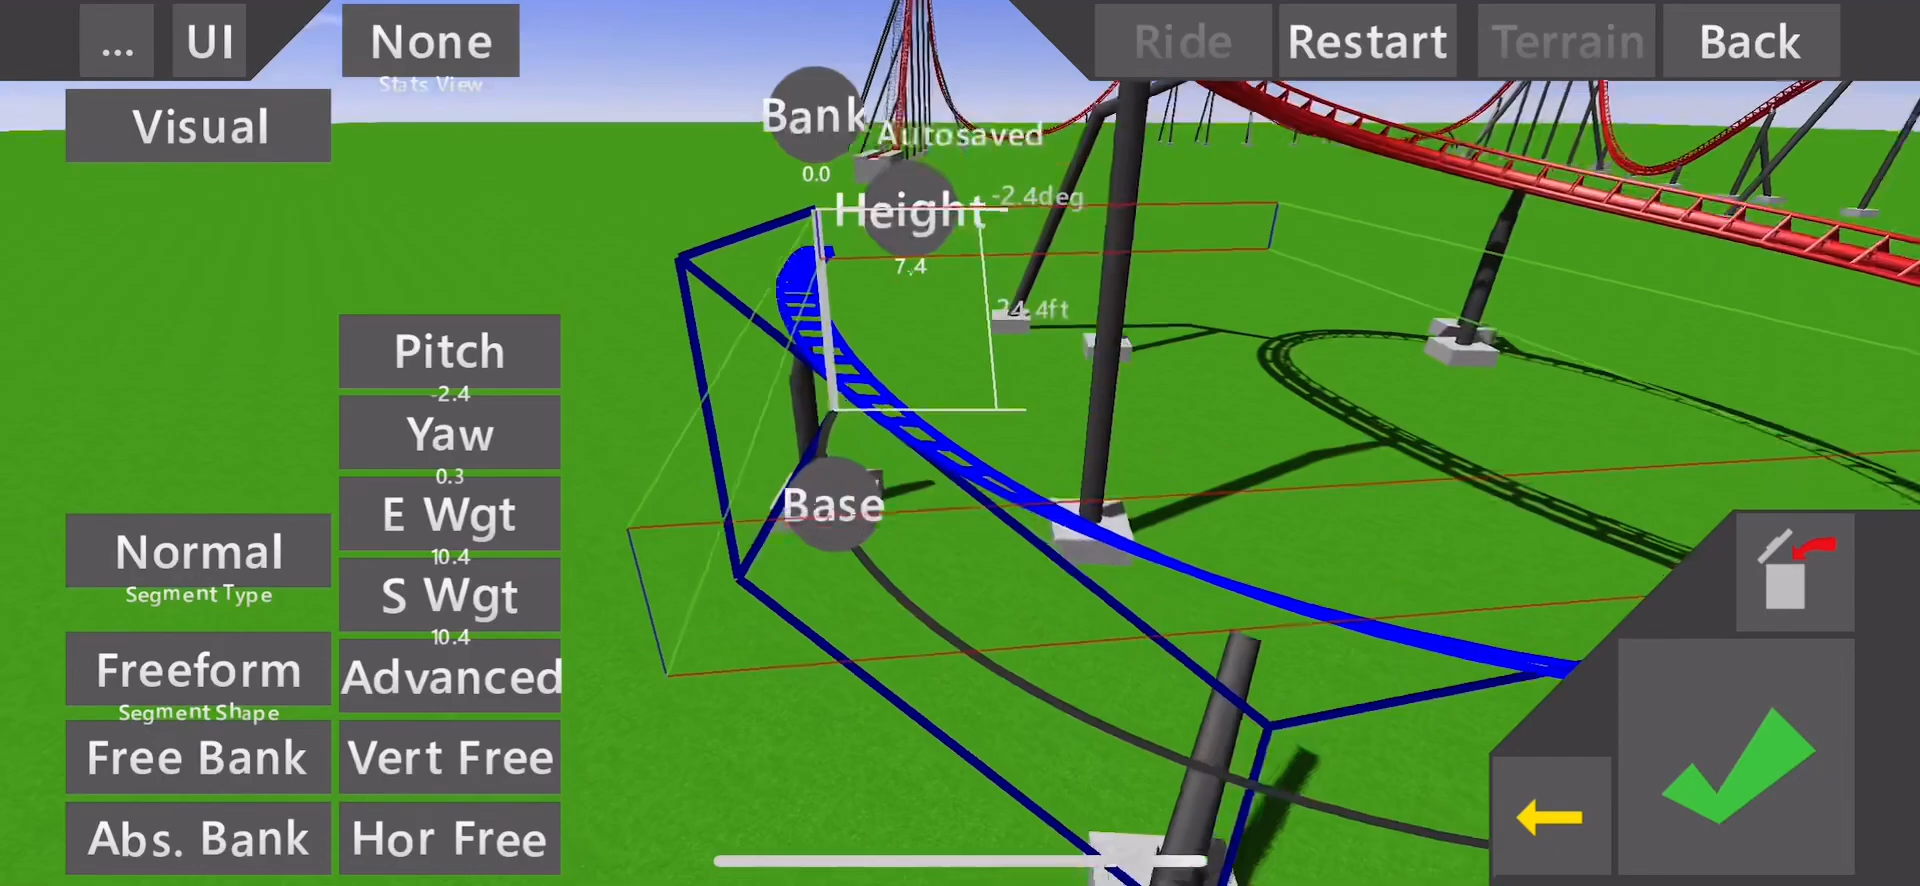 ...
UI
None
Stats View
Ride
Restart
Terrain
Back
Visual
Bank
0.0
Autosaved
Height
-2.4deg
7.4
24.4ft
Pitch
-2.4
Yaw
0.3
E Wgt
10.4
S Wgt
10.4
Base
Normal
Segment Type
Freeform
Segment Shape
Advanced
Free Bank
Vert Free
Abs. Bank
Hor Free